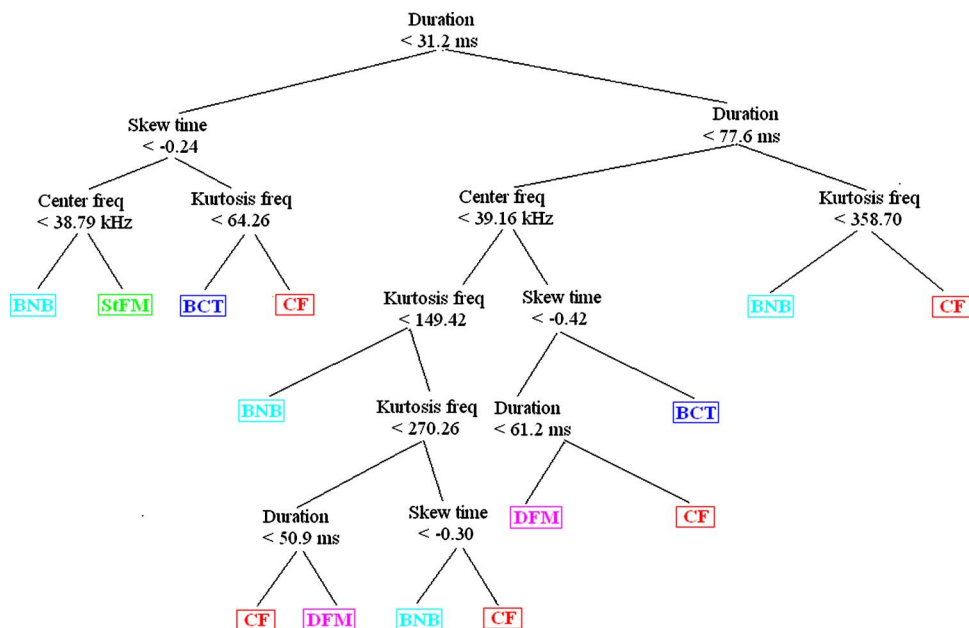 Duration
< 31.2 ms
Skew time
< -0.24
Duration
< 77.6 ms
Center freq
< 38.79 kHz
Kurtosis freq
< 64.26
Center freq
< 39.16 kHz
Kurtosis freq
< 358.70
BNB
StFM
BCT
CF
Kurtosis freq
< 149.42
Skew time
< -0.42
BNB
CF
BNB
Kurtosis freq
< 270.26
Duration
< 61.2 ms
BCT
Duration
< 50.9 ms
Skew time
< -0.30
DFM
CF
CF
DFM
BNB
CF